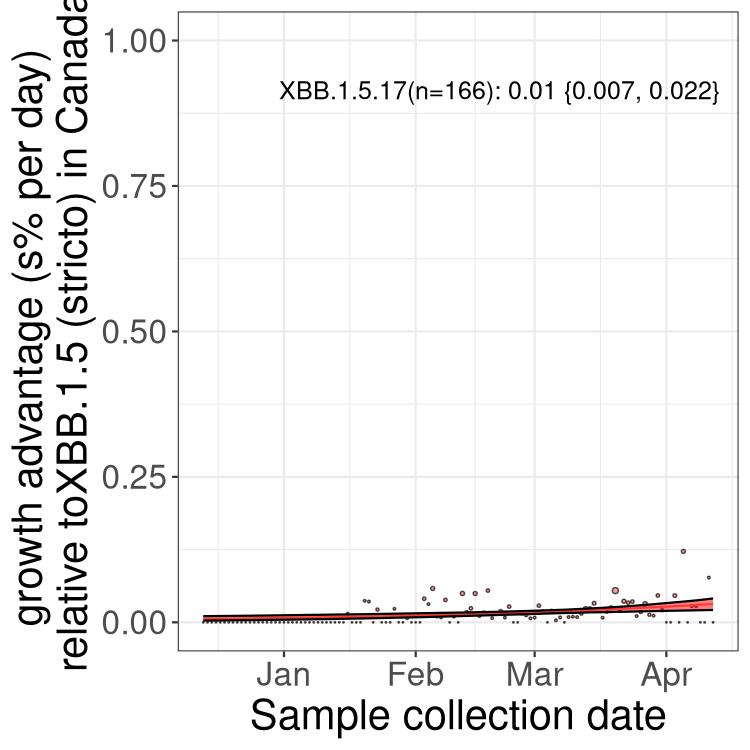 growth advantage (s% per day)
relative toXBB.1.5 (stricto) in Canada
1.00
0.75
0.50
0.25
0.00
XBB.1.5.17(n=166): 0.01 {0.007, 0.022}
Jan Feb Mar Apr
Sample collection date